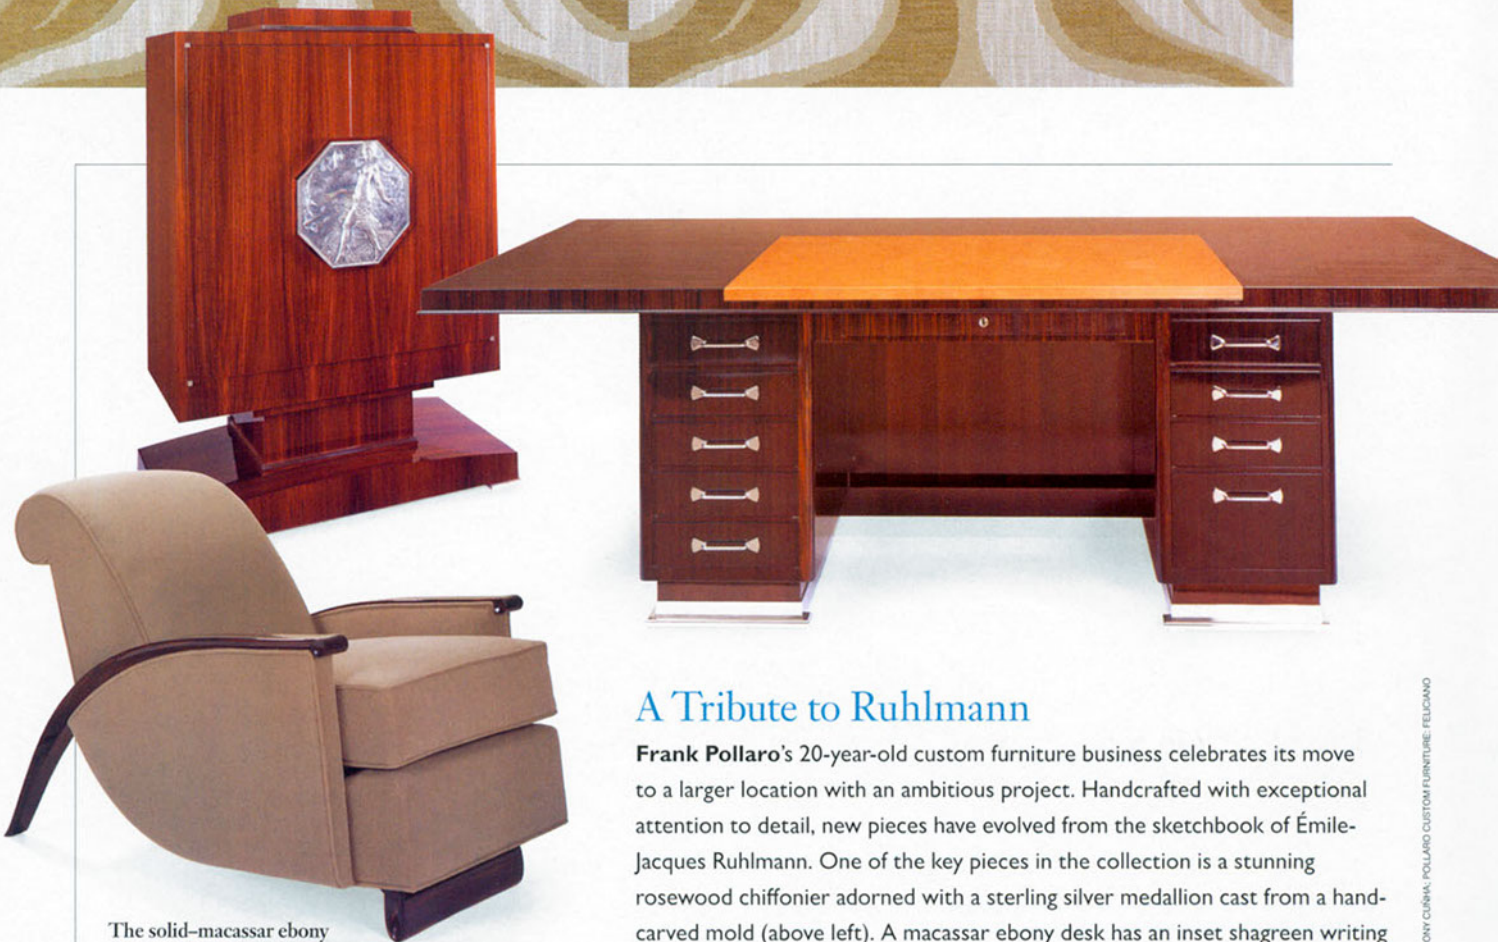 A Tribute to Ruhlmann
Frank Pollaro's 20-year-old custom furniture business celebrates its move
to a larger location with an ambitious project. Handcrafted with exceptional
attention to detail, new pieces have evolved from the sketchbook of Émile-
Jacques Ruhlmann. One of the key pieces in the collection is a stunning
rosewood chiffonier adorned with a sterling silver medallion cast from a hand-
carved mold (above left). A macassar ebony desk has an inset shagreen writing
The solid–macassar ebony
CUÑHA; POLLARO CUSTOM FURNITURE: FELICIANO